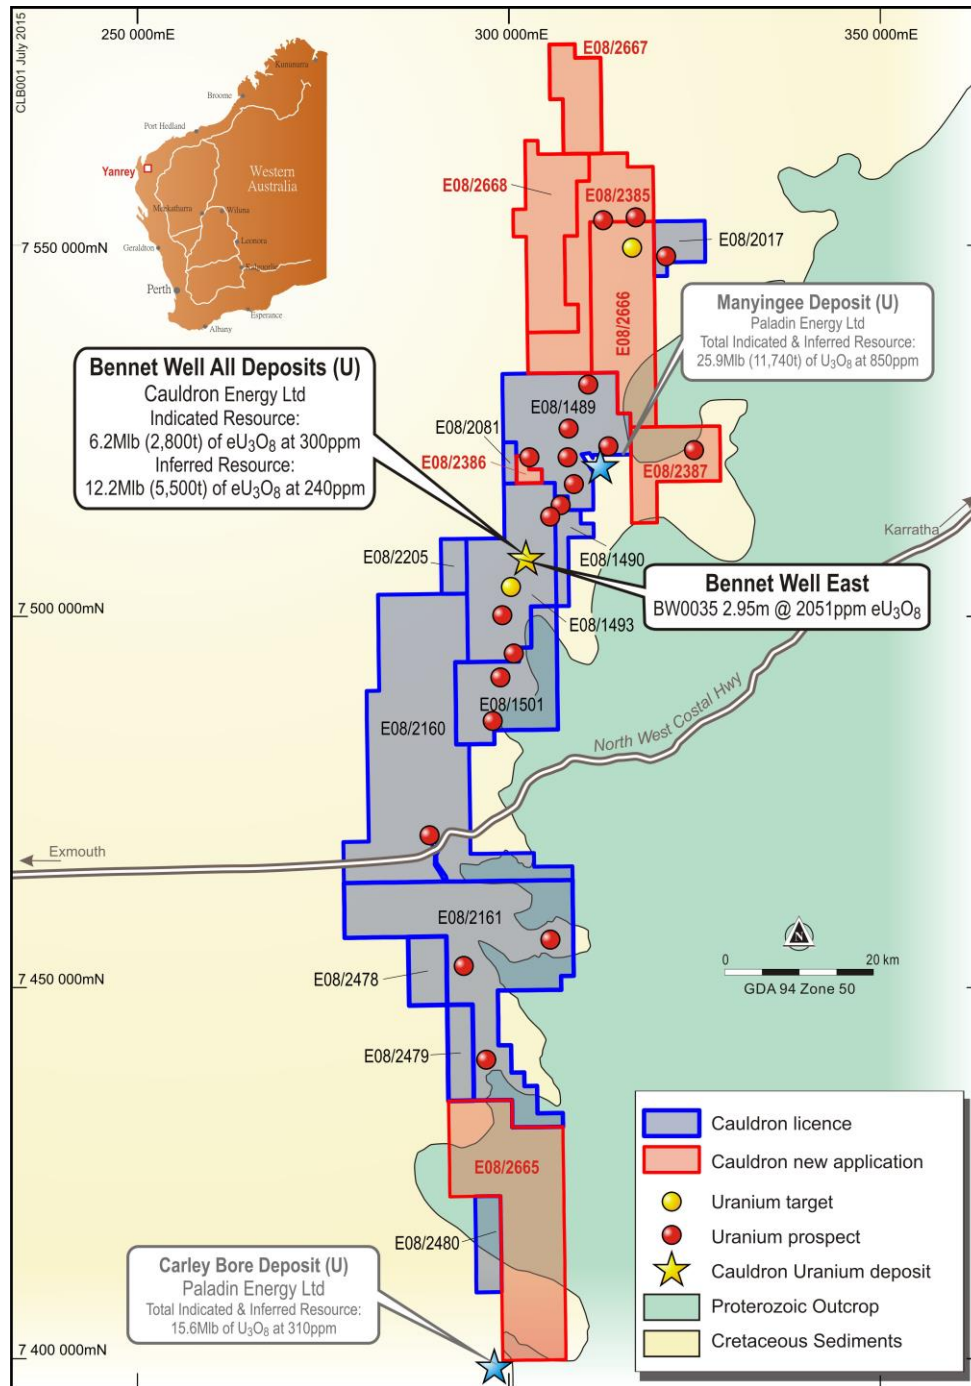 CLB001 July 2015
250 000mE
300 000mE
350 000mE
7 550 000mN
7 500 000mN
7 450 000mN
7 400 000mN
Kununurra
Broome
Port Hedland
Yanrey
Western
Australia
Meekatharra
Wiluna
Geraldton
Leonora
Kalgoorlie
Perth
Esperance
Albany
E08/2667
E08/2668
E08/2385
E08/2017
E08/2666
Manyingee Deposit (U)
Paladin Energy Ltd
Total Indicated & Inferred Resource:
25.9Mlb (11,740t) of U3O8 at 850ppm
Bennet Well All Deposits (U)
Cauldron Energy Ltd
Indicated Resource:
6.2Mlb (2,800t) of eU3O8 at 300ppm
Inferred Resource:
12.2Mlb (5,500t) of eU3O8 at 240ppm
E08/1489
E08/2081
E08/2386
E08/2387
Karratha
E08/2205
E08/1490
Bennet Well East
BW0035 2.95m @ 2051ppm eU3O8
E08/1493
E08/1501
E08/2160
North West Costal Hwy
Exmouth
E08/2161
N
0 20 km
GDA 94 Zone 50
E08/2478
E08/2479
E08/2665
E08/2480
Carley Bore Deposit (U)
Paladin Energy Ltd
Total Indicated & Inferred Resource:
15.6Mlb of U3O8 at 310ppm
Cauldron licence
Cauldron new application
Uranium target
Uranium prospect
Cauldron Uranium deposit
Proterozoic Outcrop
Cretaceous Sediments